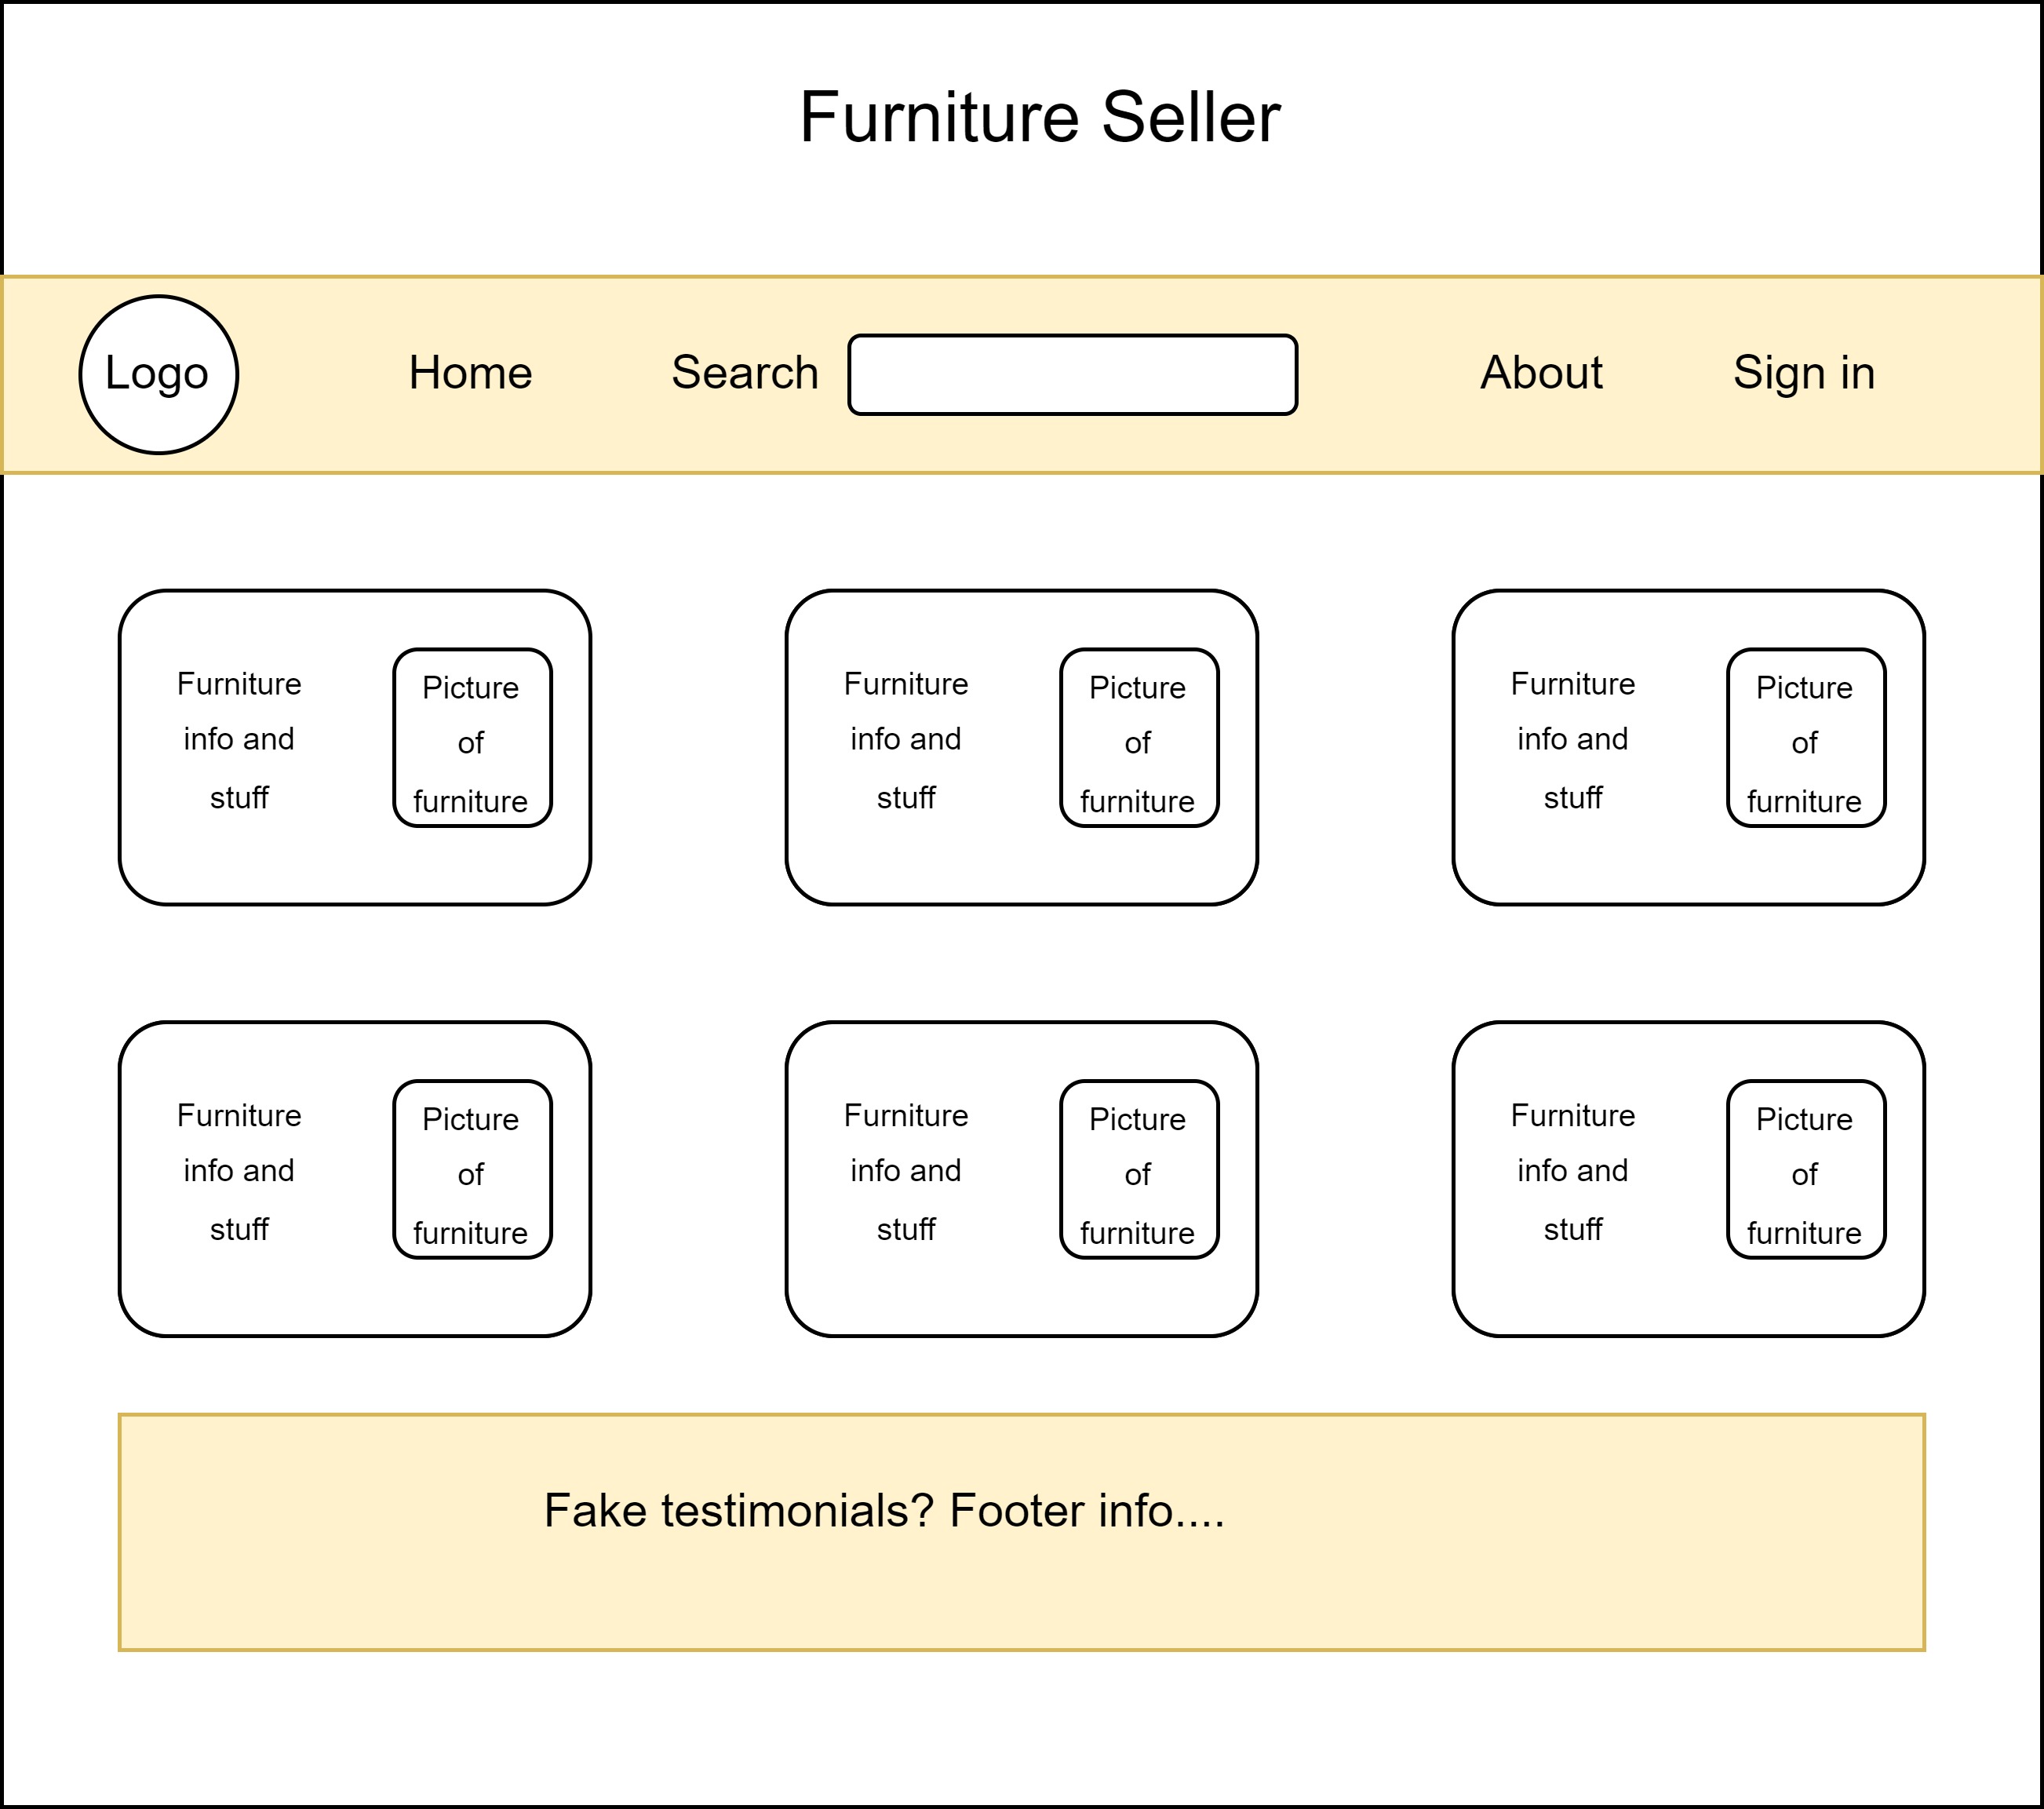 Furniture Seller
Logo Home Search About Sign in
Furniture
info and
stuff
Picture
of
furniture
Furniture
info and
stuff
Picture
of
furniture
Furniture
info and
stuff
Picture
of
furniture
Furniture
info and
stuff
Picture
of
furniture
Furniture
info and
stuff
Picture
of
furniture
Furniture
info and
stuff
Picture
of
furniture
Fake testimonials? Footer info....